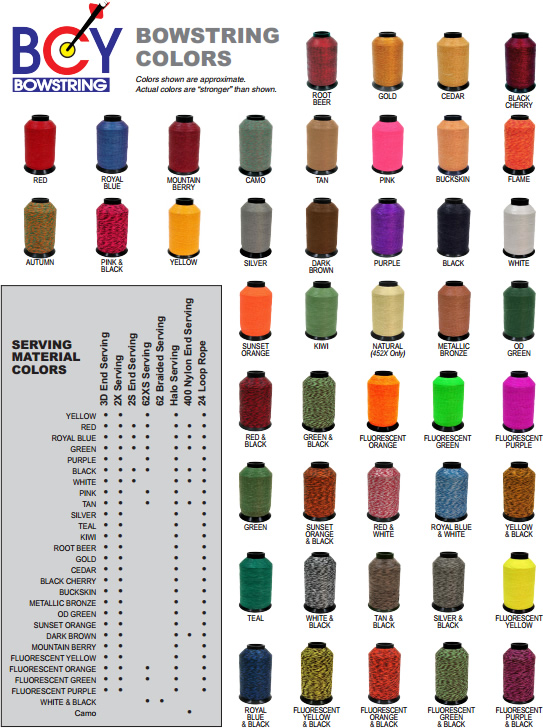 BCY
BOWSTRING
BOWSTRING
COLORS
Colors shown are approximate.
Actual colors are “stronger” than shown.
ROOT
BEER
GOLD
CEDAR
BLACK
CHERRY
RED
ROYAL
BLUE
MOUNTAIN
BERRY
CAMO
TAN
PINK
BUCKSKIN
FLAME
AUTUMN
PINK &
BLACK
YELLOW
SILVER
DARK
BROWN
PURPLE
BLACK
WHITE
SUNSET
ORANGE
KIWI
NATURAL
(452X Only)
METALLIC
BRONZE
OD
GREEN
RED &
BLACK
GREEN &
BLACK
FLUORESCENT
ORANGE
FLUORESCENT
GREEN
FLUORESCENT
PURPLE
GREEN
SUNSET
ORANGE
& BLACK
RED &
WHITE
ROYAL BLUE
& WHITE
YELLOW
& BLACK
TEAL
WHITE &
BLACK
TAN &
BLACK
SILVER &
BLACK
FLUORESCENT
YELLOW
ROYAL
BLUE
& BLACK
FLUORESCENT
YELLOW
& BLACK
FLUORESCENT
ORANGE
& BLACK
FLUORESCENT
GREEN
& BLACK
FLUORESCENT
PURPLE
& BLACK
SERVING
MATERIAL
COLORS
3D End Serving
2X Serving
2S End Serving
62XS Serving
62 Braided Serving
Halo Serving
400 Nylon End Serving
24 Loop Rope
YELLOW
RED
ROYAL BLUE
GREEN
PURPLE
BLACK
WHITE
PINK
TAN
SILVER
TEAL
KIWI
ROOT BEER
GOLD
CEDAR
BLACK CHERRY
BUCKSKIN
METALLIC BRONZE
OD GREEN
SUNSET ORANGE
DARK BROWN
MOUNTAIN BERRY
FLUORESCENT YELLOW
FLUORESCENT ORANGE
FLUORESCENT GREEN
FLUORESCENT PURPLE
WHITE & BLACK
Camo